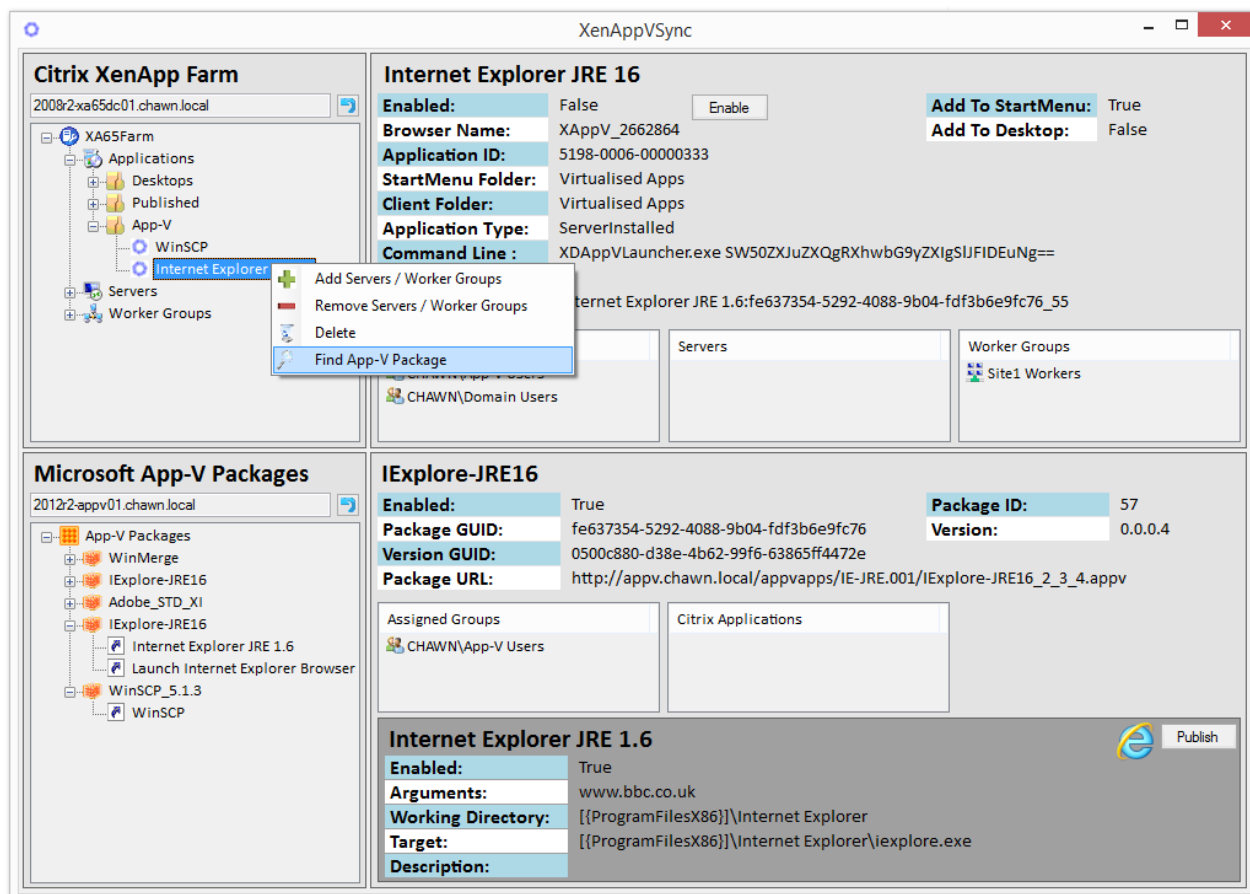 XenAppVSync
Citrix XenApp Farm
2008r2-xa65dc01.chawn.local
XA65Farm
Applications
Desktops
Published
App-V
WinSCP
Internet Explorer
Servers
Worker Groups
Add Servers / Worker Groups
Remove Servers / Worker Groups
Delete
Find App-V Package
Internet Explorer JRE 16
Enabled: False Enable Add To StartMenu: True
Browser Name: XAppV_2662864 Add To Desktop: False
Application ID: 5198-0006-00000333
StartMenu Folder: Virtualised Apps
Client Folder: Virtualised Apps
Application Type: ServerInstalled
Command Line : XDAppVLauncher.exe SW50ZXJuZXQgRXhwbG9yZXIgSlJFIDEuNg==
ternet Explorer JRE 1.6:fe637354-5292-4088-9b04-fdf3b6e9fc76_55
Servers Worker Groups
Site1 Workers
CHAWN\Domain Users
Microsoft App-V Packages
2012r2-appv01.chawn.local
App-V Packages
WinMerge
IExplore-JRE16
Adobe_STD_XI
IExplore-JRE16
Internet Explorer JRE 1.6
Launch Internet Explorer Browser
WinSCP_5.1.3
WinSCP
IExplore-JRE16
Enabled: True Package ID: 57
Package GUID: fe637354-5292-4088-9b04-fdf3b6e9fc76 Version: 0.0.0.4
Version GUID: 0500c880-d38e-4b62-99f6-63865ff4472e
Package URL: http://appv.chawn.local/appvapps/IE-JRE.001/IExplore-JRE16_2_3_4.appv
Assigned Groups Citrix Applications
CHAWN\App-V Users
Internet Explorer JRE 1.6 Publish
Enabled: True
Arguments: www.bbc.co.uk
Working Directory: [{ProgramFilesX86}]\Internet Explorer
Target: [{ProgramFilesX86}]\Internet Explorer\iexplore.exe
Description: